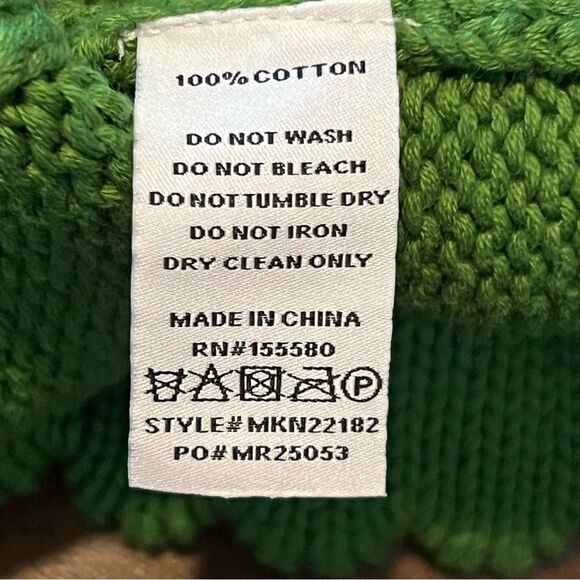 100% COTTON
DO NOT WASH
DO NOT BLEACH
DO NOT TUMBLE DRY
DO NOT IRON
DRY CLEAN ONLY
MADE IN CHINA
RN#155580
P
STYLE# MKN22182
PO# MR25053